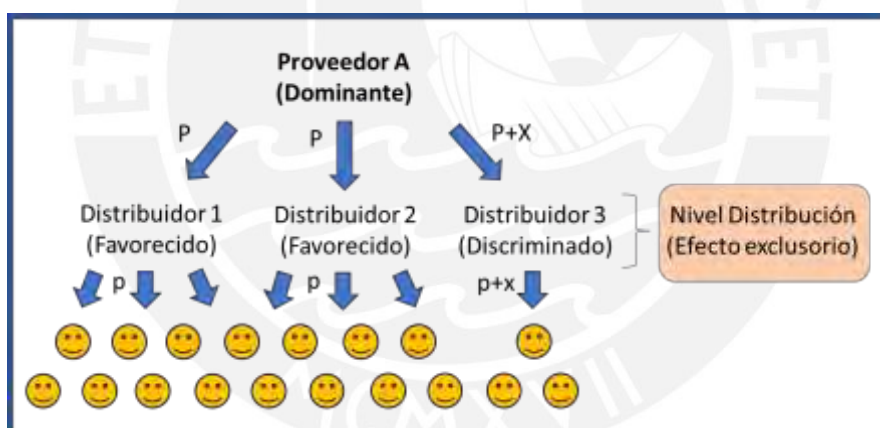 Proveedor A
(Dominante)
P
P
P+X
Distribuidor 1
(Favorecido)
Distribuidor 2
(Favorecido)
Distribuidor 3
(Discriminado)
Nivel Distribución
(Efecto exclusorio)
p
p
p+x